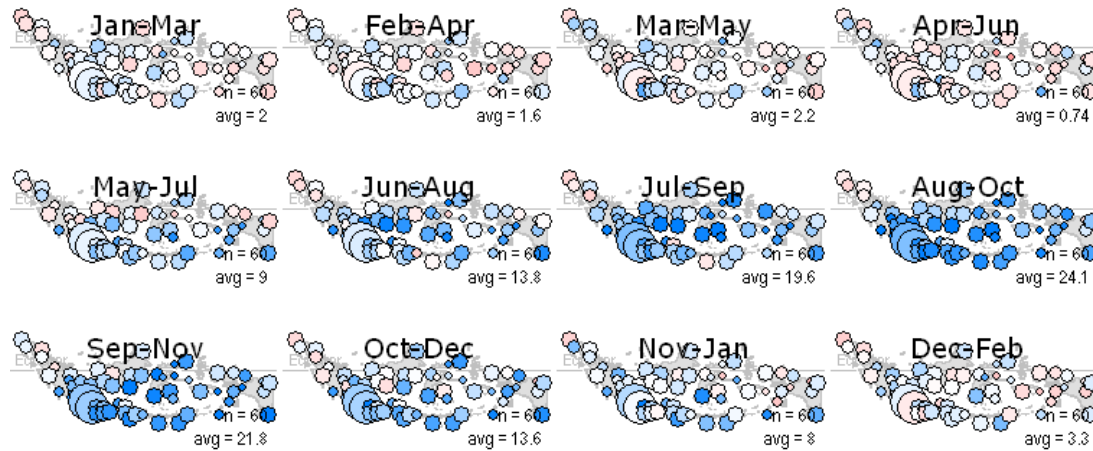 Jan-Mar
Feb-Apr
Mar-May
Apr-Jun
n = 60
n = 60
n = 60
n = 60
avg = 2
avg = 1.6
avg = 2.2
avg = 0.74
May-Jul
Jun-Aug
Jul-Sep
Aug-Oct
n = 60
n = 60
n = 60
n = 60
avg = 9
avg = 13.8
avg = 19.6
avg = 24.1
Sep-Nov
Oct-Dec
Nov-Jan
Dec-Feb
n = 60
n = 60
n = 60
n = 60
avg = 21.8
avg = 13.6
avg = 8
avg = 3.3